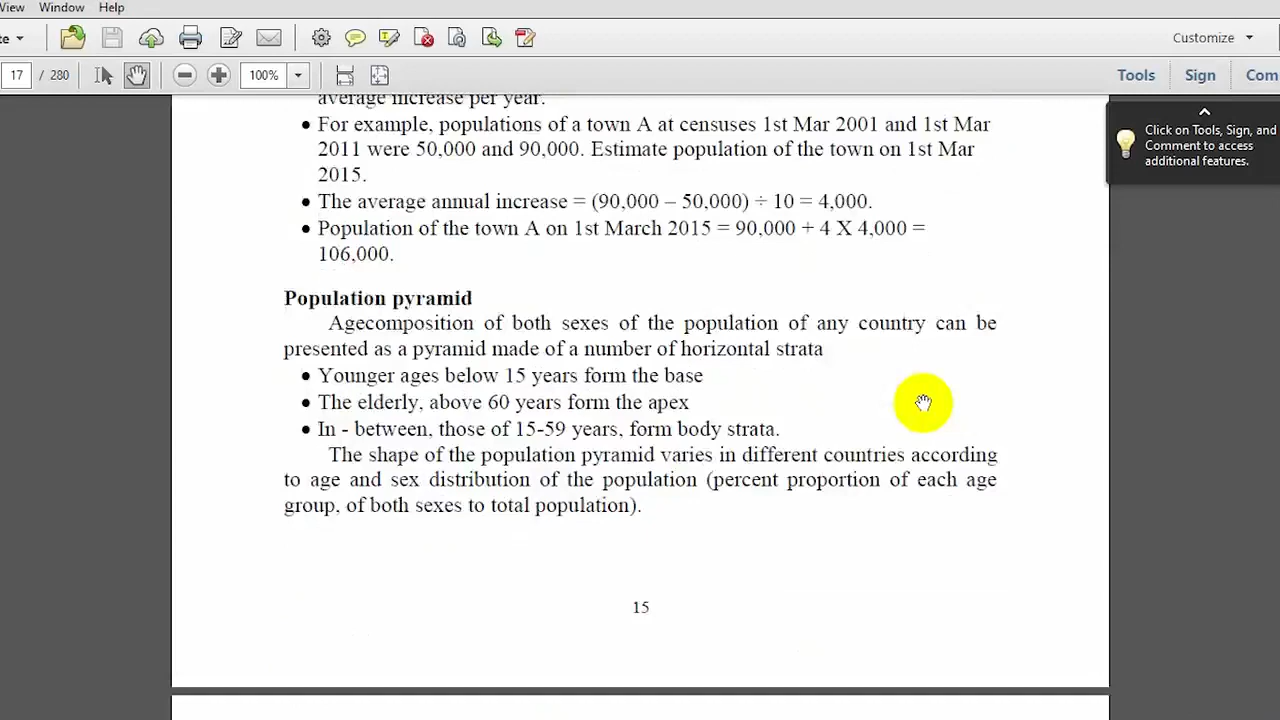 View Window Help
Customize
17 / 280 100% Tools Sign Com
average increase per year.
• For example, populations of a town A at censuses 1st Mar 2001 and 1st Mar
2011 were 50,000 and 90,000. Estimate population of the town on 1st Mar
2015.
• The average annual increase = (90,000 – 50,000) ÷ 10 = 4,000.
• Population of the town A on 1st March 2015 = 90,000 + 4 X 4,000 =
106,000.
Population pyramid
Agecomposition of both sexes of the population of any country can be
presented as a pyramid made of a number of horizontal strata
• Younger ages below 15 years form the base
• The elderly, above 60 years form the apex
• In - between, those of 15-59 years, form body strata.
The shape of the population pyramid varies in different countries according
to age and sex distribution of the population (percent proportion of each age
group, of both sexes to total population).
15
Click on Tools, Sign, and
Comment to access
additional features.